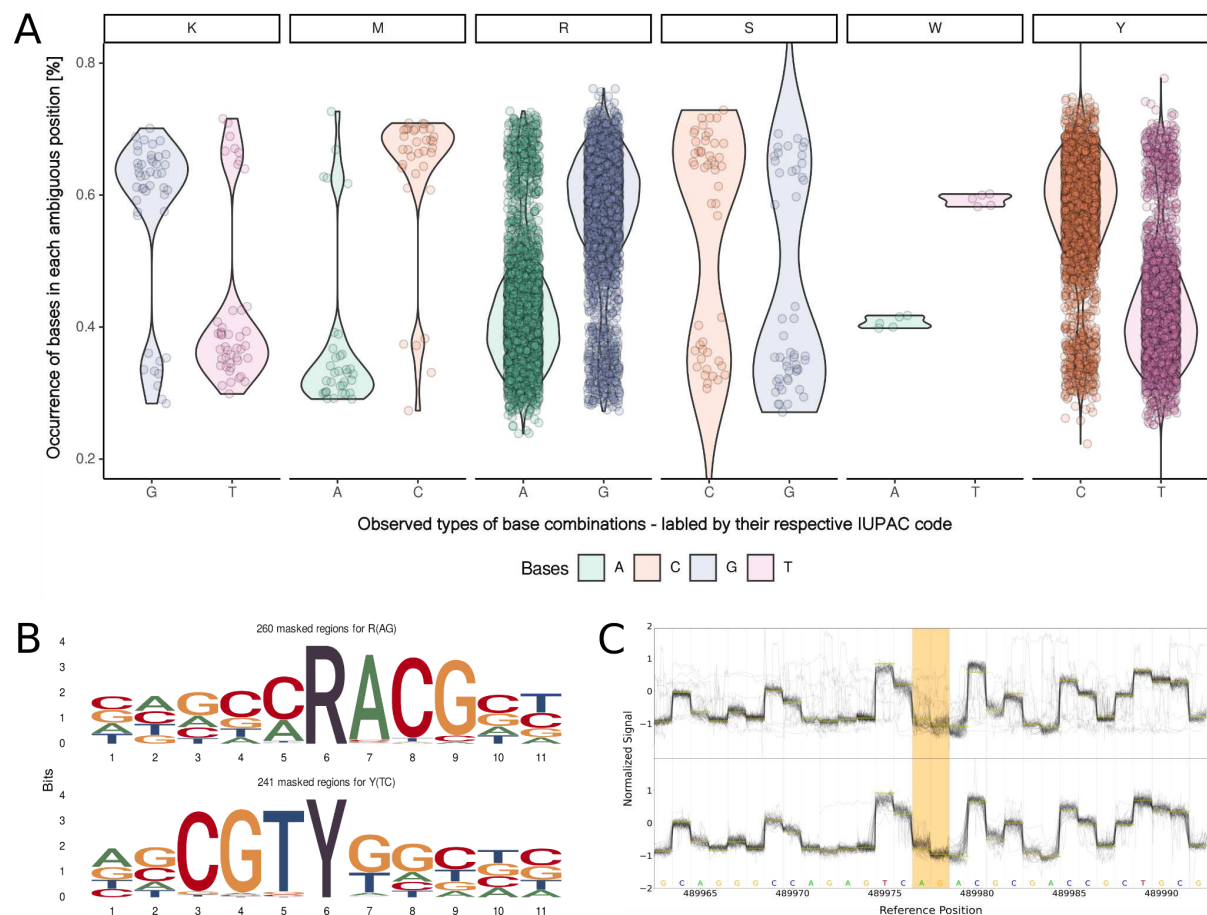 A
K M R S W Y
Occurrence of bases in each ambiguous position [%]
0.8
0.6
0.4
0.2
G T A C A G C G A T C T
Observed types of base combinations - labled by their respective IUPAC code
Bases A C G T
B
260 masked regions for R(AG)
4
3
2
1
0
C G A T
A C T G
G A C T
C G T A
C A
R
A
C
G
C G T
T C G A
1 2 3 4 5 6 7 8 9 10 11
Bits
241 masked regions for Y(TC)
4
3
2
1
0
A G T C
G C A T
C
G
T
Y
G T
G A C T
C T G A
T G C A
C G T A
1 2 3 4 5 6 7 8 9 10 11
C
Normalized Signal
2
1
0
−1
1
0
−1
−2
G C A G G G C C A G A G T C A G A C G C G A C C G C T G C G
489965 489970 489975 489980 489985 489990
Reference Position